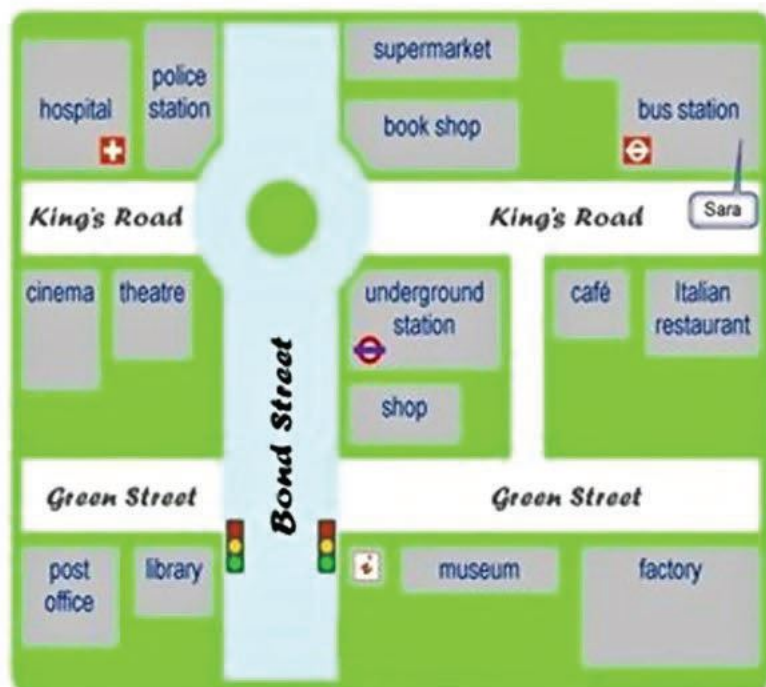 supermarket
police
station
hospital
book shop
bus station
King's Road
King's Road
Sara
cinema
theatre
underground
station
café
Italian
restaurant
Bond Street
shop
Green Street
Green Street
post
office
library
i
museum
factory